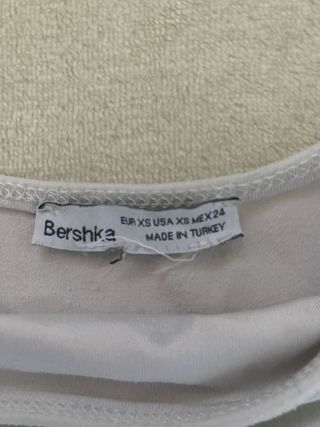 Bershka
EUR XS USA XS MEX 24
MADE IN TURKEY